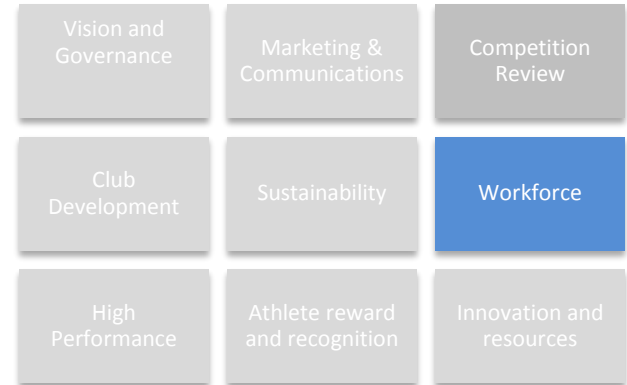 Vision and
Governance
Marketing &
Communications
Competition
Review
Club
Development
Sustainability
Workforce
High
Performance
Athlete reward
and recognition
Innovation and
resources